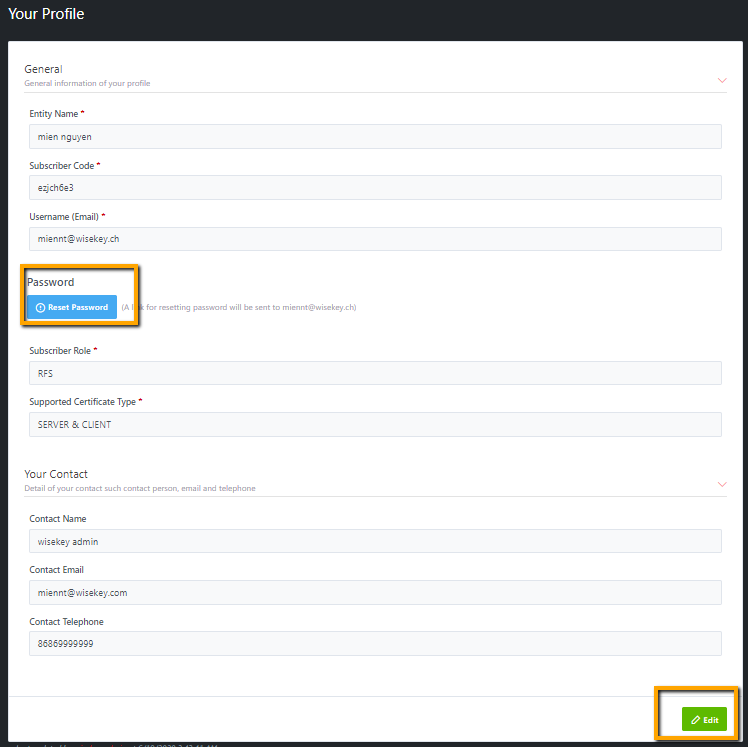 Your Profile
General
General information of your profile
Entity Name *
mien nguyen
Subscriber Code *
ezjch6e3
Username (Email) *
miennt@wisekey.ch
Password
Reset Password (A link for resetting password will be sent to miennt@wisekey.ch)
Subscriber Role *
RFS
Supported Certificate Type *
SERVER & CLIENT
Your Contact
Detail of your contact such contact person, email and telephone
Contact Name
wisekey admin
Contact Email
miennt@wisekey.com
Contact Telephone
86869999999
Edit